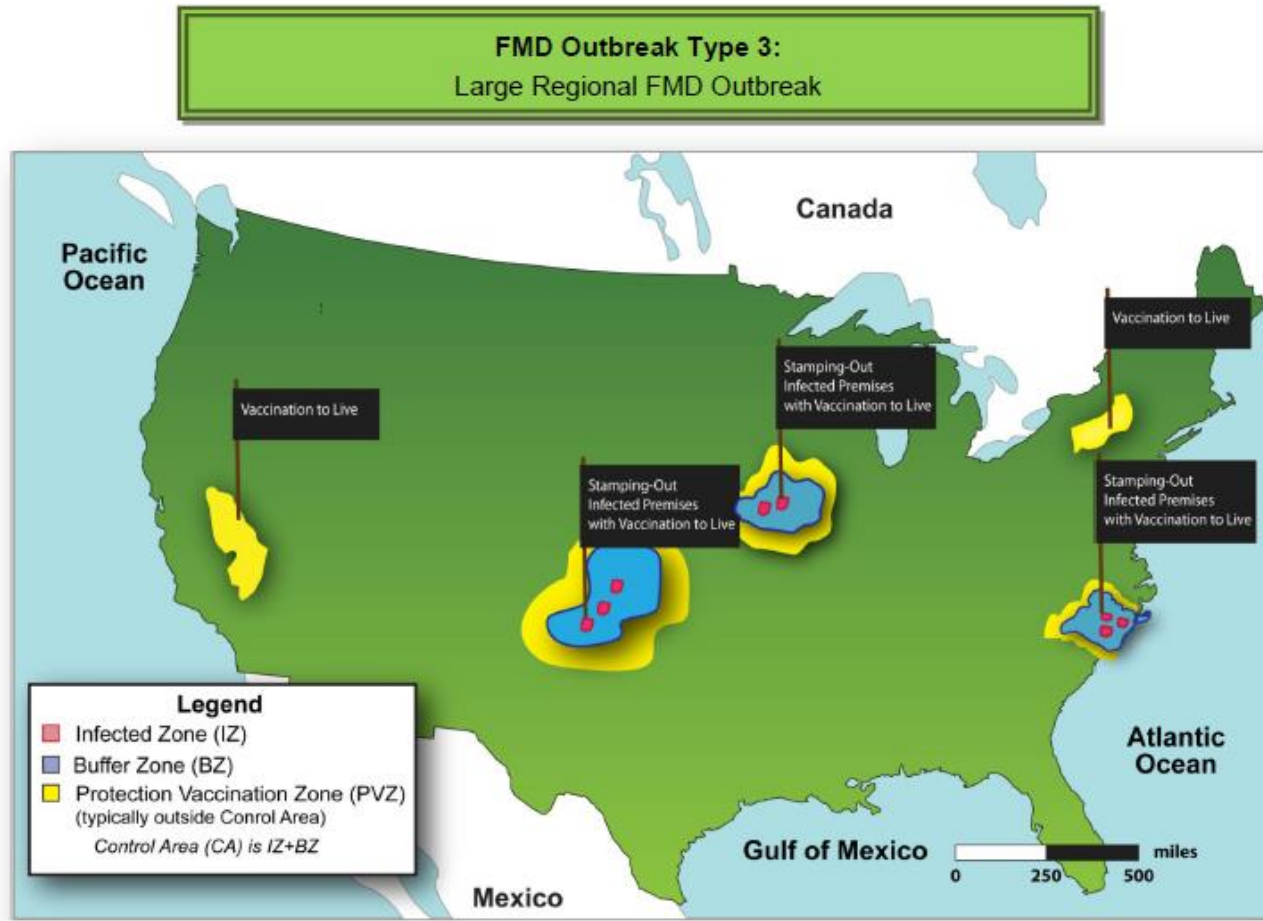 FMD Outbreak Type 3:
Large Regional FMD Outbreak
Canada
Pacific
Ocean
Vaccination to Live
Stamping-Out
Infected Premises
with Vaccination to Live
Vaccination to Live
Stamping-Out
Infected Premises
with Vaccination to Live
Stamping-Out
Infected Premises
with Vaccination to Live
Legend
Infected Zone (IZ)
Buffer Zone (BZ)
Protection Vaccination Zone (PVZ)
(typically outside Conrol Area)
Control Area (CA) is IZ+BZ
Atlantic
Ocean
Gulf of Mexico
miles
0 250 500
Mexico